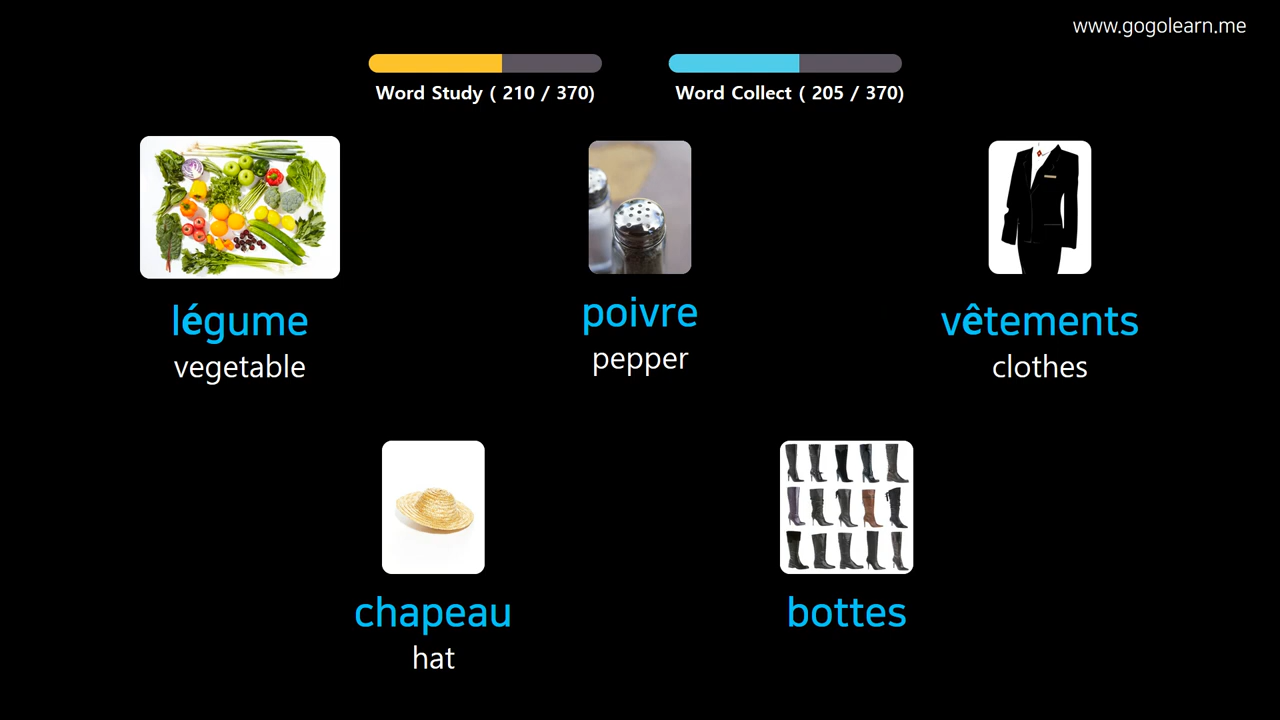 www.gogolearn.me
Word Study ( 210 / 370)
Word Collect ( 205 / 370)
légume
vegetable
poivre
pepper
vêtements
clothes
chapeau
hat
bottes